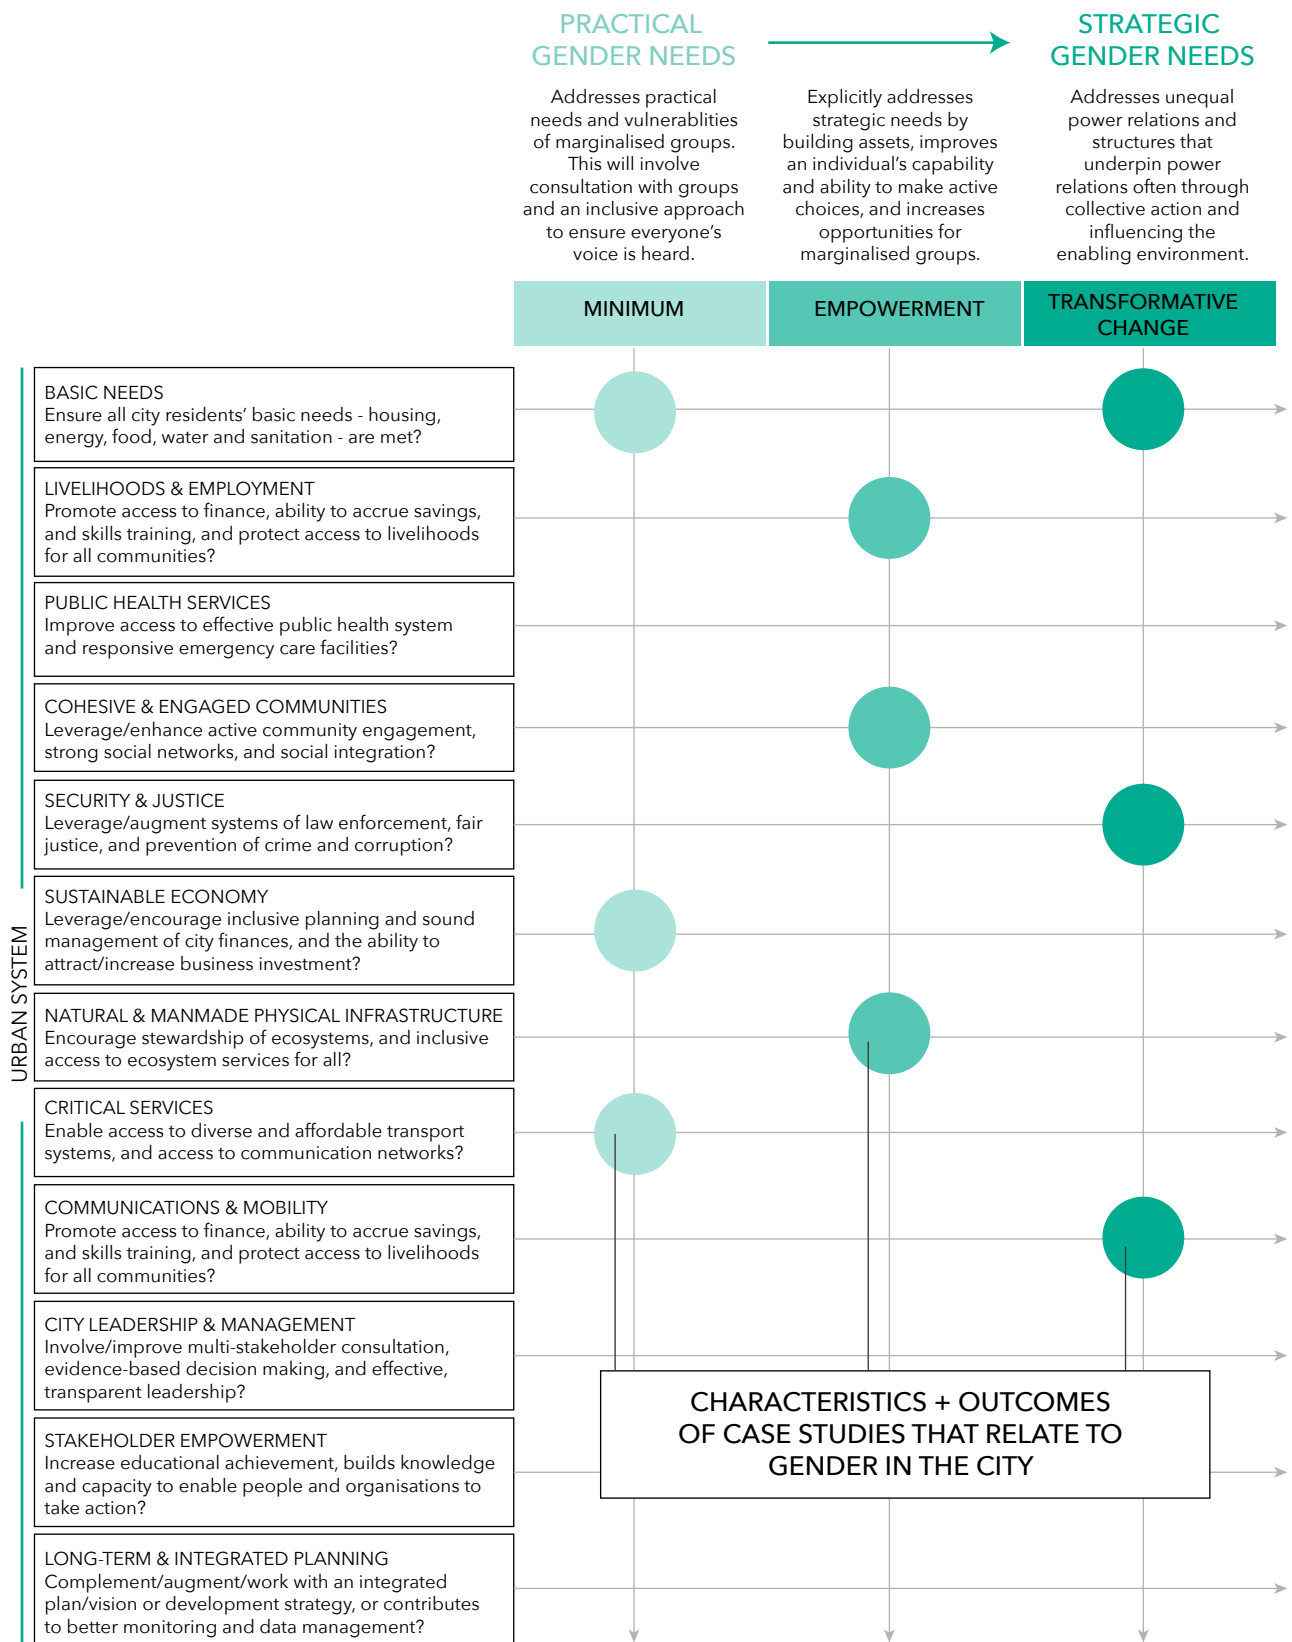 PRACTICAL
GENDER NEEDS
STRATEGIC
GENDER NEEDS
Addresses practical
needs and vulnerablities
of marginalised groups.
This will involve
consultation with groups
and an inclusive approach
to ensure everyone's
voice is heard.
Explicitly addresses
strategic needs by
building assets, improves
an individual's capability
and ability to make active
choices, and increases
opportunities for
marginalised groups.
Addresses unequal
power relations and
structures that
underpin power
relations often through
collective action and
influencing the
enabling environment.
MINIMUM
EMPOWERMENT
TRANSFORMATIVE
CHANGE
URBAN SYSTEM
BASIC NEEDS
Ensure all city residents' basic needs - housing,
energy, food, water and sanitation - are met?
LIVELIHOODS & EMPLOYMENT
Promote access to finance, ability to accrue savings,
and skills training, and protect access to livelihoods
for all communities?
PUBLIC HEALTH SERVICES
Improve access to effective public health system
and responsive emergency care facilities?
COHESIVE & ENGAGED COMMUNITIES
Leverage/enhance active community engagement,
strong social networks, and social integration?
SECURITY & JUSTICE
Leverage/augment systems of law enforcement, fair
justice, and prevention of crime and corruption?
SUSTAINABLE ECONOMY
Leverage/encourage inclusive planning and sound
management of city finances, and the ability to
attract/increase business investment?
NATURAL & MANMADE PHYSICAL INFRASTRUCTURE
Encourage stewardship of ecosystems, and inclusive
access to ecosystem services for all?
CRITICAL SERVICES
Enable access to diverse and affordable transport
systems, and access to communication networks?
COMMUNICATIONS & MOBILITY
Promote access to finance, ability to accrue savings,
and skills training, and protect access to livelihoods
for all communities?
CITY LEADERSHIP & MANAGEMENT
Involve/improve multi-stakeholder consultation,
evidence-based decision making, and effective,
transparent leadership?
STAKEHOLDER EMPOWERMENT
Increase educational achievement, builds knowledge
and capacity to enable people and organisations to
take action?
LONG-TERM & INTEGRATED PLANNING
Complement/augment/work with an integrated
plan/vision or development strategy, or contributes
to better monitoring and data management?
CHARACTERISTICS + OUTCOMES
OF CASE STUDIES THAT RELATE TO
GENDER IN THE CITY